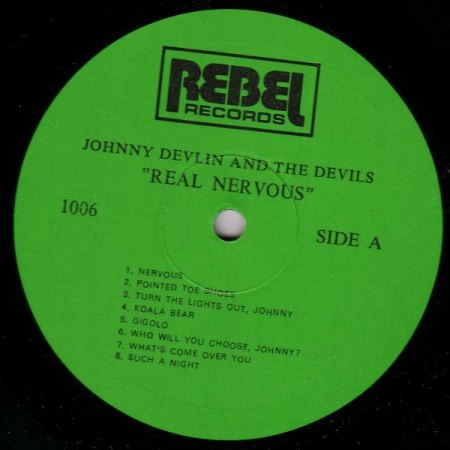 REBEL
RECORDS
JOHNNY DEVLIN AND THE DEVILS
"REAL NERVOUS"
1006
SIDE A
1. NERVOUS
2. POINTED TOE SHOES
3. TURN THE LIGHTS OUT, JOHNNY
4. KOALA BEAR
5. GIGOLO
6. WHO WILL YOU CHOOSE, JOHNNY?
7. WHAT'S COME OVER YOU
8. SUCH A NIGHT